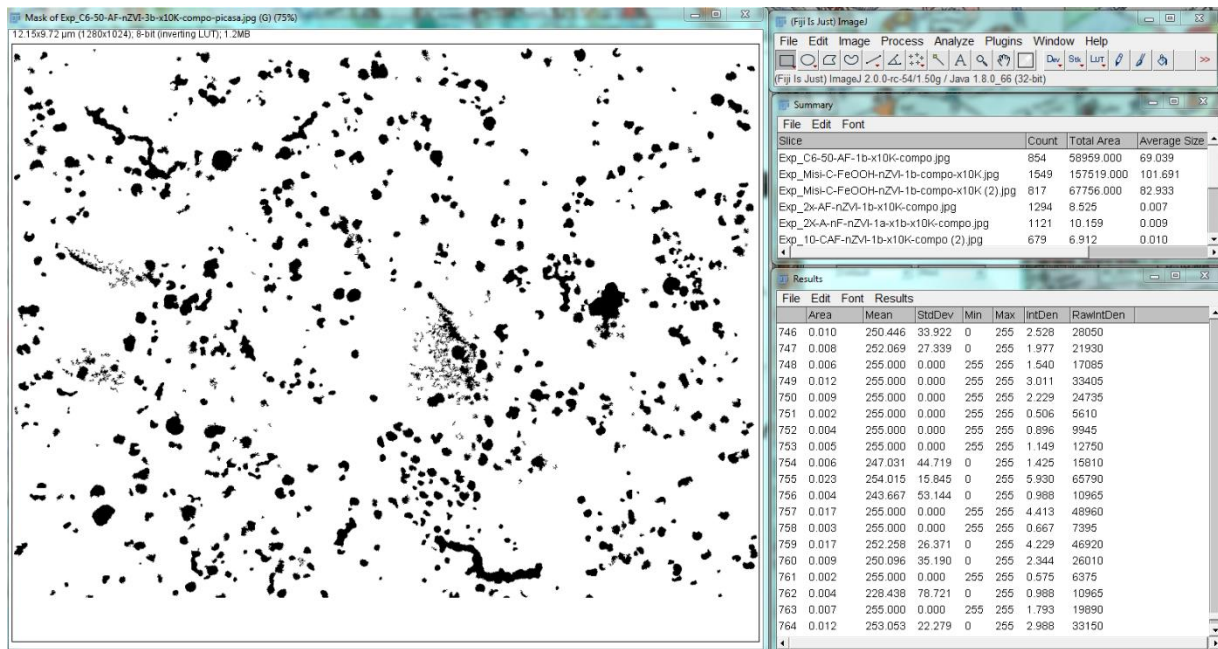 Mask of Exp_C6-50-AF-nZVI-3b-x10K-compo-picasa.jpg (G) (75%)
12.15x9.72 µm (1280x1024); 8-bit (inverting LUT); 1.2MB
(Fiji Is Just) ImageJ
File Edit Image Process Analyze Plugins Window Help
Dev Stk LUT >>
(Fiji Is Just) ImageJ 2.0.0-rc-54/1.50g / Java 1.8.0_66 (32-bit)
Summary
File Edit Font
Slice Count Total Area Average Size
Exp_C6-50-AF-1b-x10K-compo.jpg 854 58959.000 69.039
Exp_Misi-C-FeOOH-nZVI-1b-compo-x10K.jpg 1549 157519.000 101.691
Exp_Misi-C-FeOOH-nZVI-1b-compo-x10K (2).jpg 817 67756.000 82.933
Exp_2x-AF-nZVI-1b-x10K-compo.jpg 1294 8.525 0.007
Exp_2X-A-nF-nZVI-1a-x1b-x10K-compo.jpg 1121 10.159 0.009
Exp_10-CAF-nZVI-1b-x10K-compo (2).jpg 679 6.912 0.010
Results
File Edit Font Results
Area Mean StdDev Min Max IntDen RawIntDen
746 0.010 250.446 33.922 0 255 2.528 28050
747 0.008 252.069 27.339 0 255 1.977 21930
748 0.006 255.000 0.000 255 255 1.540 17085
749 0.012 255.000 0.000 255 255 3.011 33405
750 0.009 255.000 0.000 255 255 2.229 24735
751 0.002 255.000 0.000 255 255 0.506 5610
752 0.004 255.000 0.000 255 255 0.896 9945
753 0.005 255.000 0.000 255 255 1.149 12750
754 0.006 247.031 44.719 0 255 1.425 15810
755 0.023 254.015 15.845 0 255 5.930 65790
756 0.004 243.667 53.144 0 255 0.988 10965
757 0.017 255.000 0.000 255 255 4.413 48960
758 0.003 255.000 0.000 255 255 0.667 7395
759 0.017 252.258 26.371 0 255 4.229 46920
760 0.009 250.096 35.190 0 255 2.344 26010
761 0.002 255.000 0.000 255 255 0.575 6375
762 0.004 228.438 78.721 0 255 0.988 10965
763 0.007 255.000 0.000 255 255 1.793 19890
764 0.012 253.053 22.279 0 255 2.988 33150